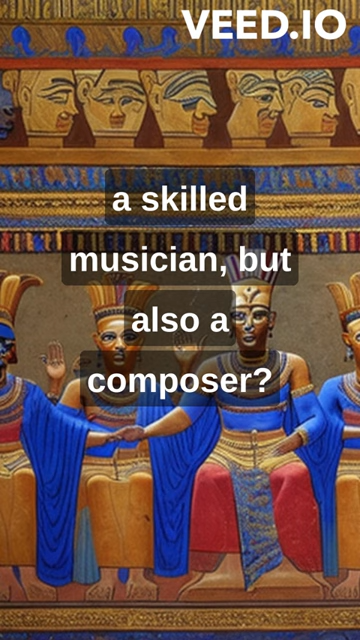 VEED.IO
a skilled
musician, but
also a
composer?